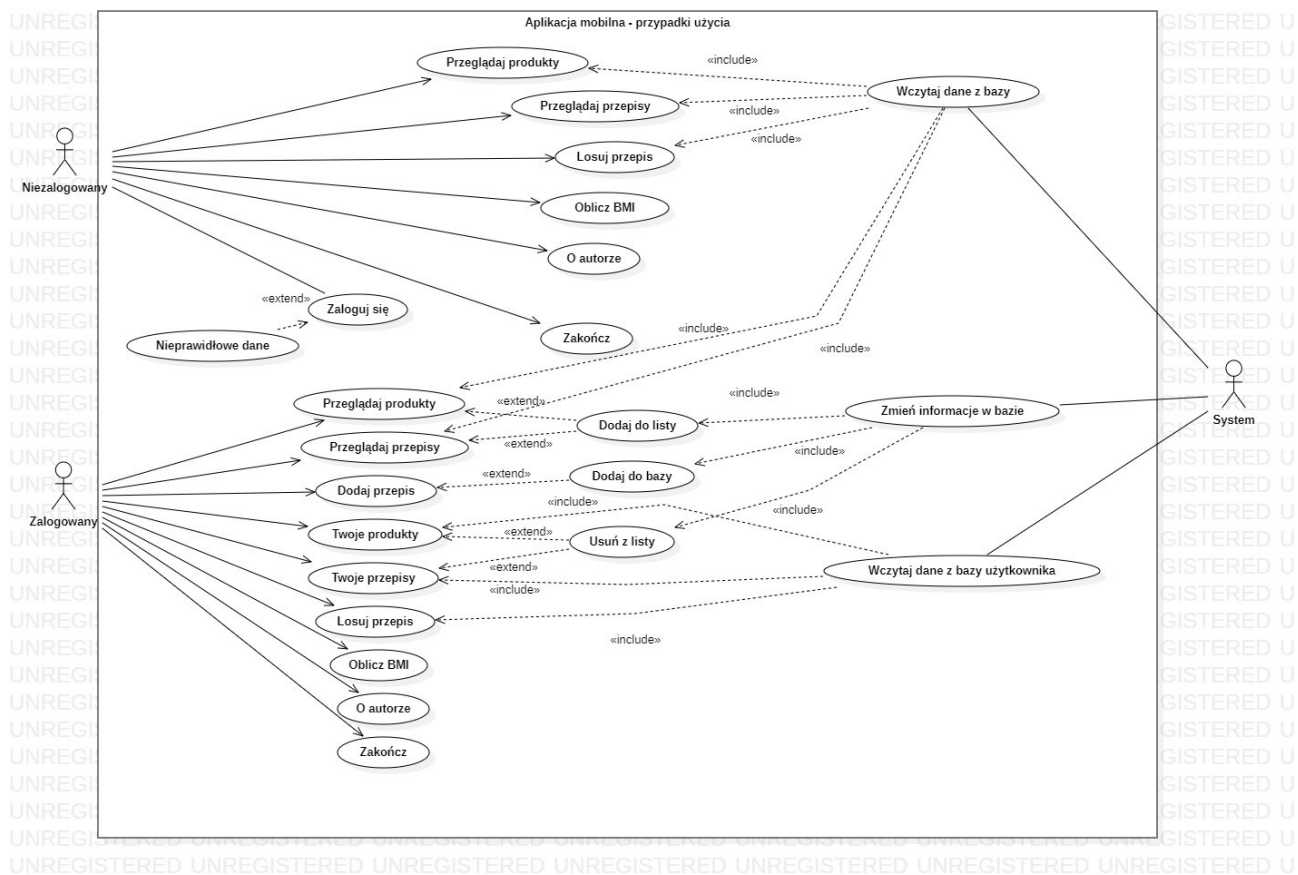 Aplikacja mobilna - przypadki użycia
Przeglądaj produkty
«include»
Wczytaj dane z bazy
Przeglądaj przepisy
«include»
«include»
Losuj przepis
Niezalogowany
Oblicz BMI
O autorze
«extend»
Zaloguj się
Nieprawidłowe dane
Zakończ
«include»
«include»
Przeglądaj produkty
«extend»
«include»
Zmień informacje w bazie
System
Dodaj do listy
Przeglądaj przepisy
«extend»
«include»
Dodaj przepis
«extend»
Dodaj do bazy
Zalogowany
«include»
«include»
Twoje produkty
«extend»
Usuń z listy
Twoje przepisy
«extend»
«include»
Wczytaj dane z bazy użytkownika
Losuj przepis
«include»
Oblicz BMI
O autorze
Zakończ
UNREGISTERED UNREGISTERED UNREGISTERED UNREGISTERED UNREGISTERED UNREGISTERED UNREGISTERED U